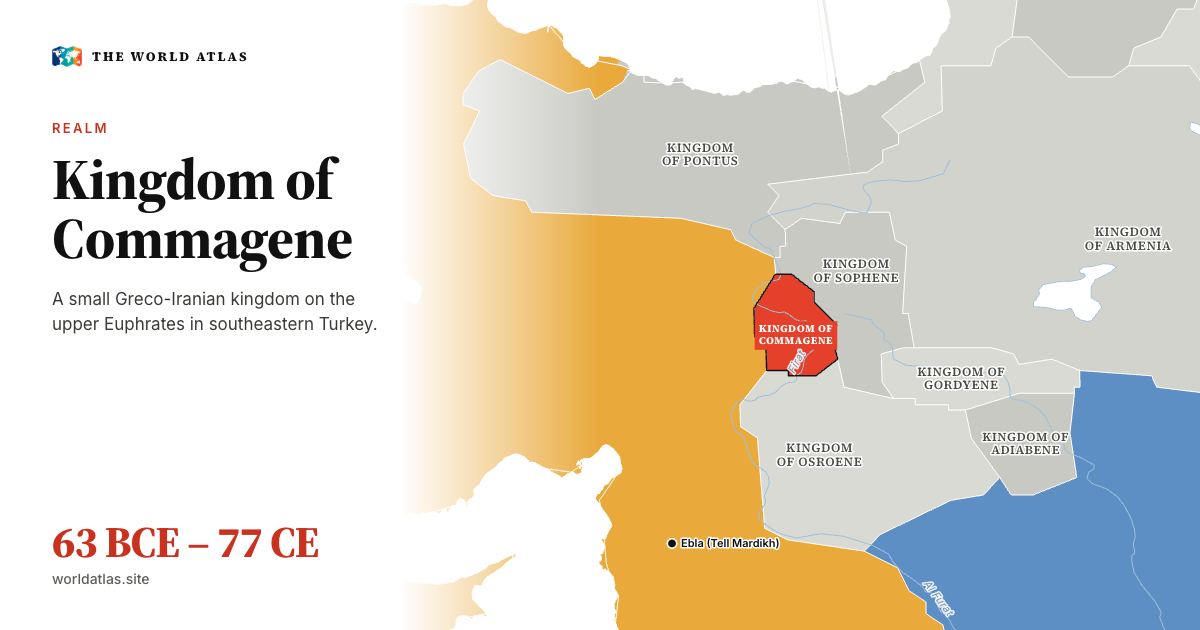 THE WORLD ATLAS
REALM
Kingdom of
Commagene
A small Greco-Iranian kingdom on the
upper Euphrates in southeastern Turkey.
63 BCE – 77 CE
worldatlas.site
KINGDOM
OF PONTUS
KINGDOM
OF ARMENIA
KINGDOM
OF SOPHENE
KINGDOM OF
COMMAGENE
Fırat
KINGDOM OF
GORDYENE
KINGDOM OF
ADIABENE
KINGDOM
OF OSROENE
Ebla (Tell Mardikh)
Al Furat